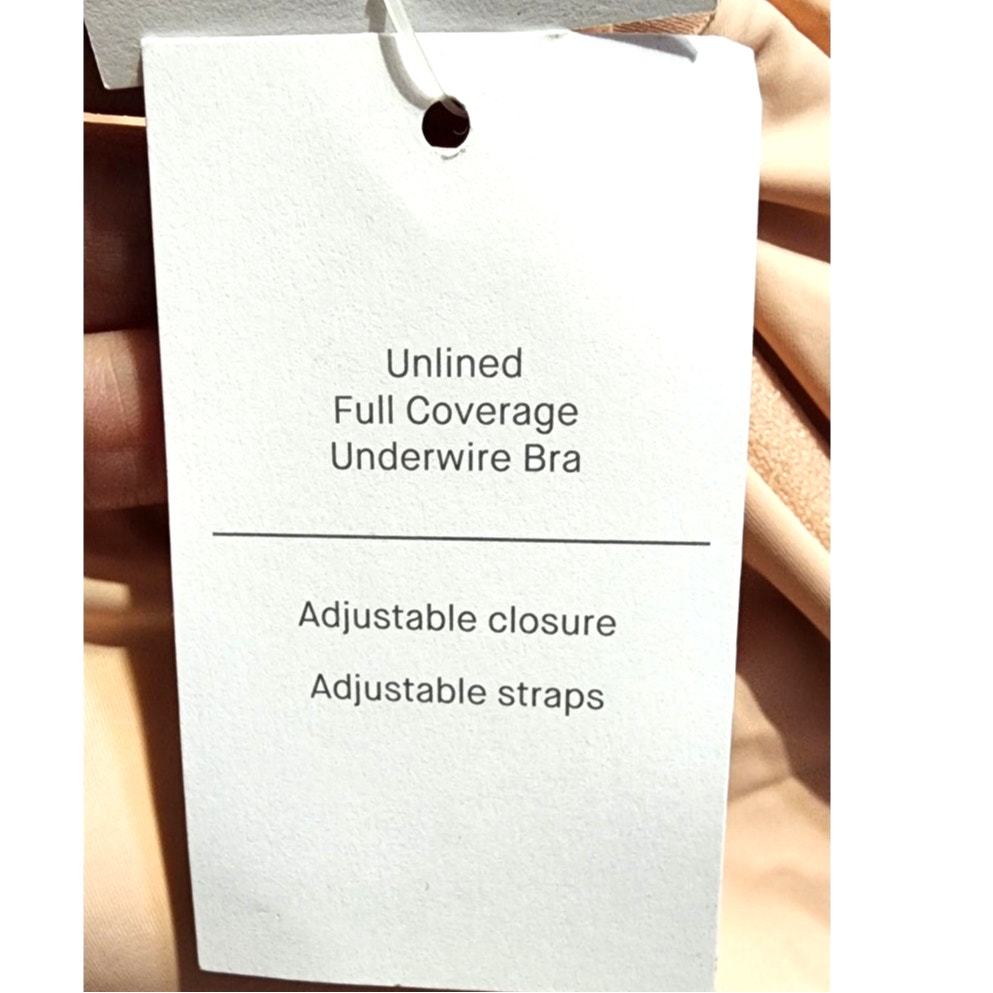 Unlined
Full Coverage
Underwire Bra
Adjustable closure
Adjustable straps